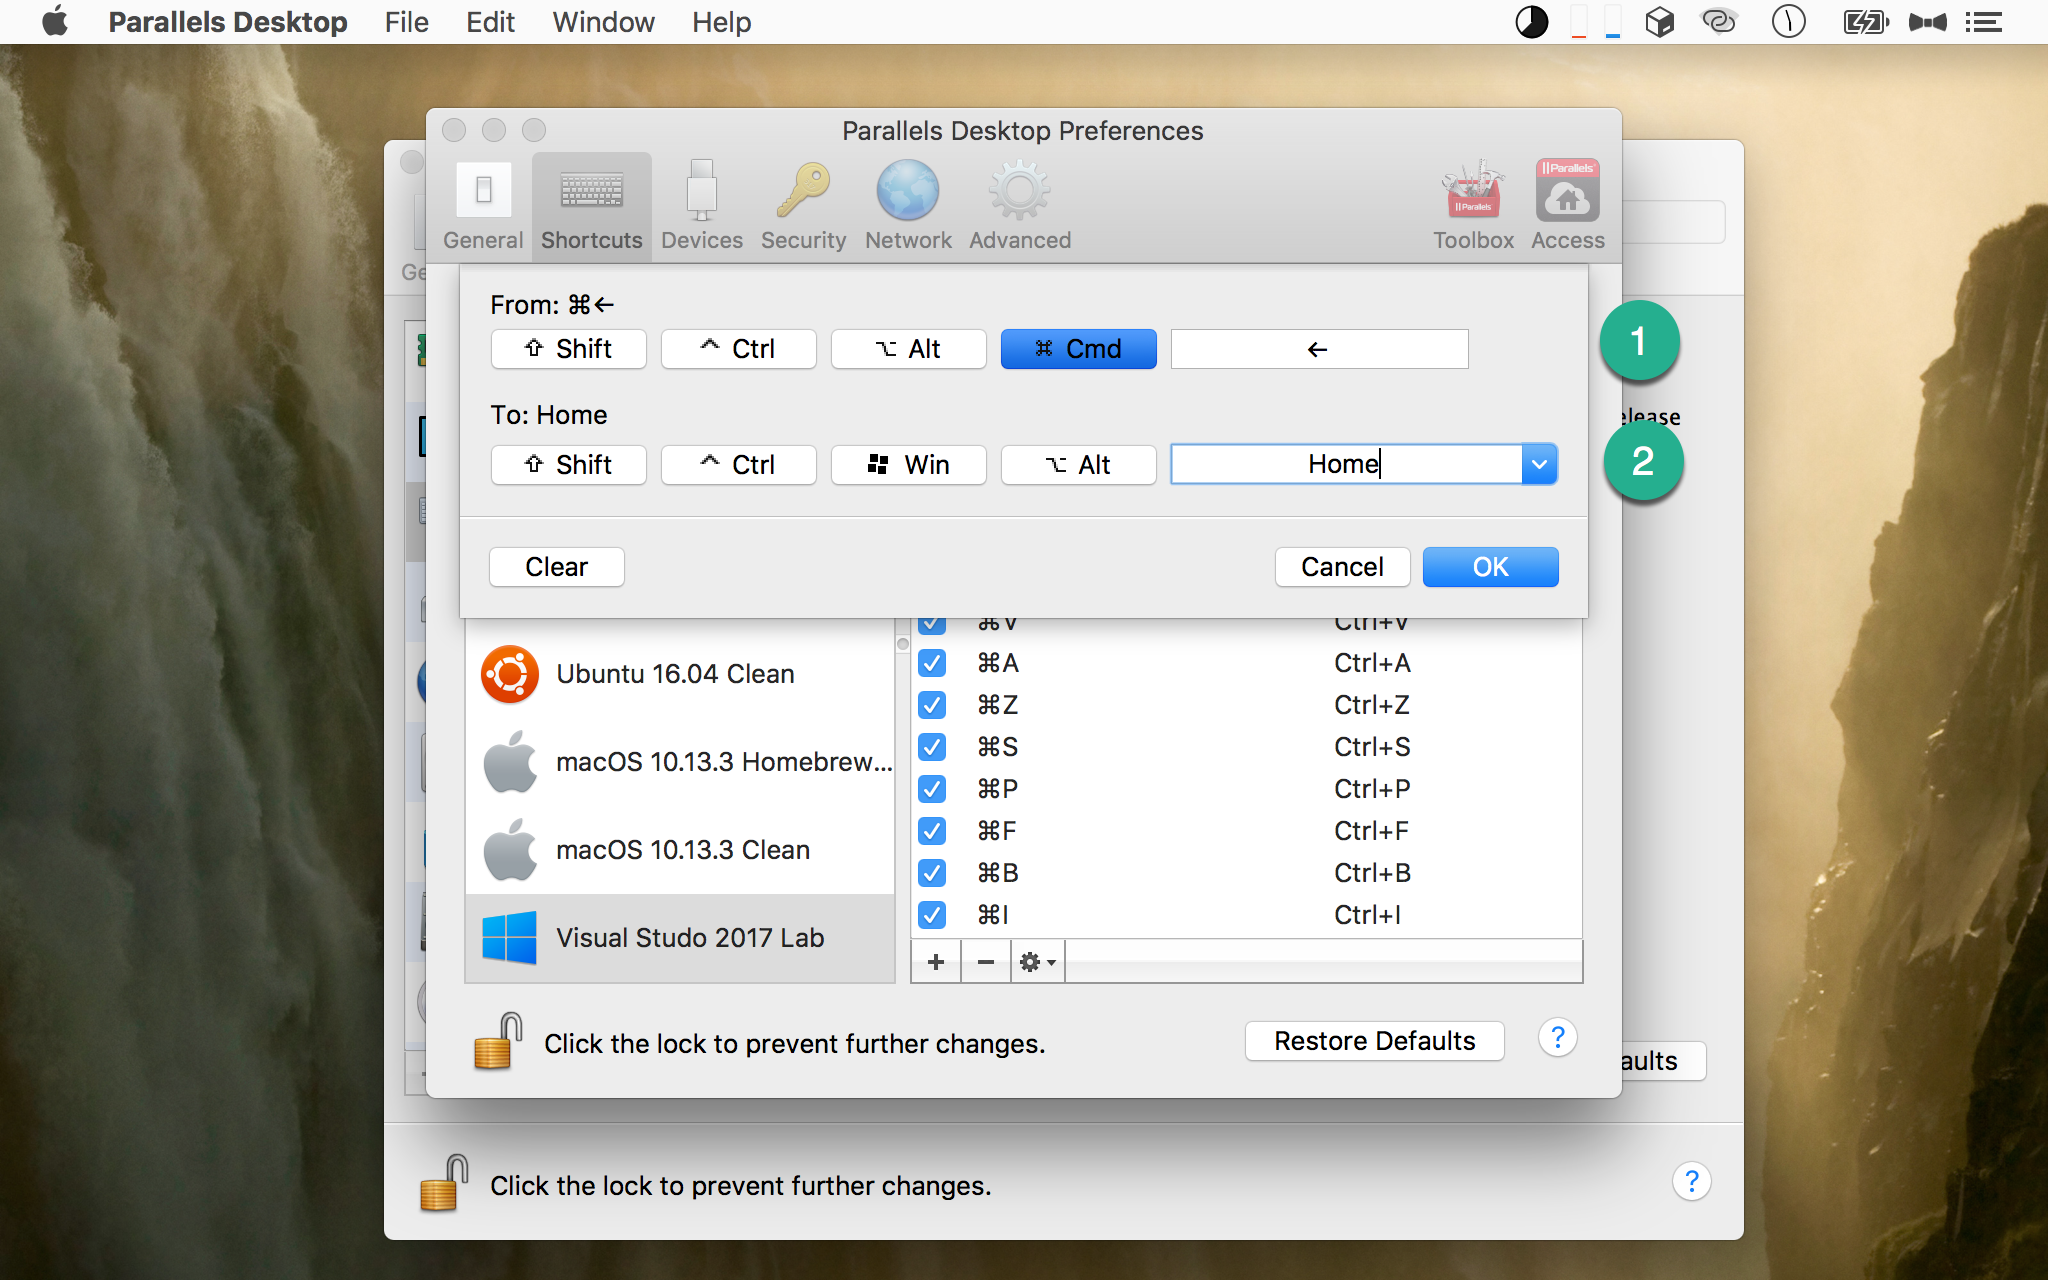 Parallels Desktop File Edit Window Help
Parallels Desktop Preferences
General Shortcuts Devices Security Network Advanced Toolbox Access
|| Parallels
|| Parallels
Ge
From: ⌘←
⇧ Shift ^ Ctrl ⌥ Alt ⌘ Cmd ←
1
To: Home
elease
⇧ Shift ^ Ctrl Win ⌥ Alt Home
2
Clear Cancel OK
⌘V Ctrl+V
Ubuntu 16.04 Clean
⌘A Ctrl+A
⌘Z Ctrl+Z
macOS 10.13.3 Homebrew...
⌘S Ctrl+S
⌘P Ctrl+P
macOS 10.13.3 Clean
⌘F Ctrl+F
⌘B Ctrl+B
Visual Studo 2017 Lab
⌘I Ctrl+I
+ −
Click the lock to prevent further changes. Restore Defaults ?
aults
Click the lock to prevent further changes. ?